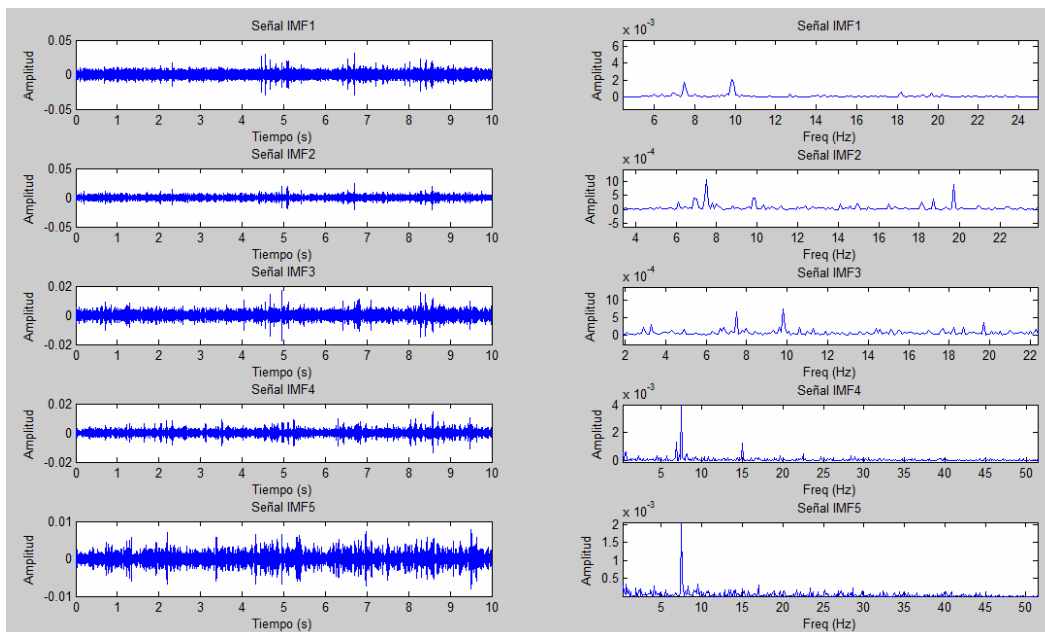 Señal IMF1
0.05
0
-0.05
Amplitud
0 1 2 3 4 5 6 7 8 9 10
Tiempo (s)
Señal IMF1
x 10^-3
6
4
2
0
Amplitud
6 8 10 12 14 16 18 20 22 24
Freq (Hz)
Señal IMF2
0.05
0
-0.05
Amplitud
0 1 2 3 4 5 6 7 8 9 10
Tiempo (s)
Señal IMF2
x 10^-4
10
5
0
-5
Amplitud
4 6 8 10 12 14 16 18 20 22
Freq (Hz)
Señal IMF3
0.02
0
-0.02
Amplitud
0 1 2 3 4 5 6 7 8 9 10
Tiempo (s)
Señal IMF3
x 10^-4
10
5
0
Amplitud
2 4 6 8 10 12 14 16 18 20 22
Freq (Hz)
Señal IMF4
0.02
0
-0.02
Amplitud
0 1 2 3 4 5 6 7 8 9 10
Tiempo (s)
Señal IMF4
x 10^-3
4
2
0
Amplitud
5 10 15 20 25 30 35 40 45 50
Freq (Hz)
Señal IMF5
0.01
0
-0.01
Amplitud
0 1 2 3 4 5 6 7 8 9 10
Tiempo (s)
Señal IMF5
x 10^-3
2
1.5
1
0.5
Amplitud
5 10 15 20 25 30 35 40 45 50
Freq (Hz)